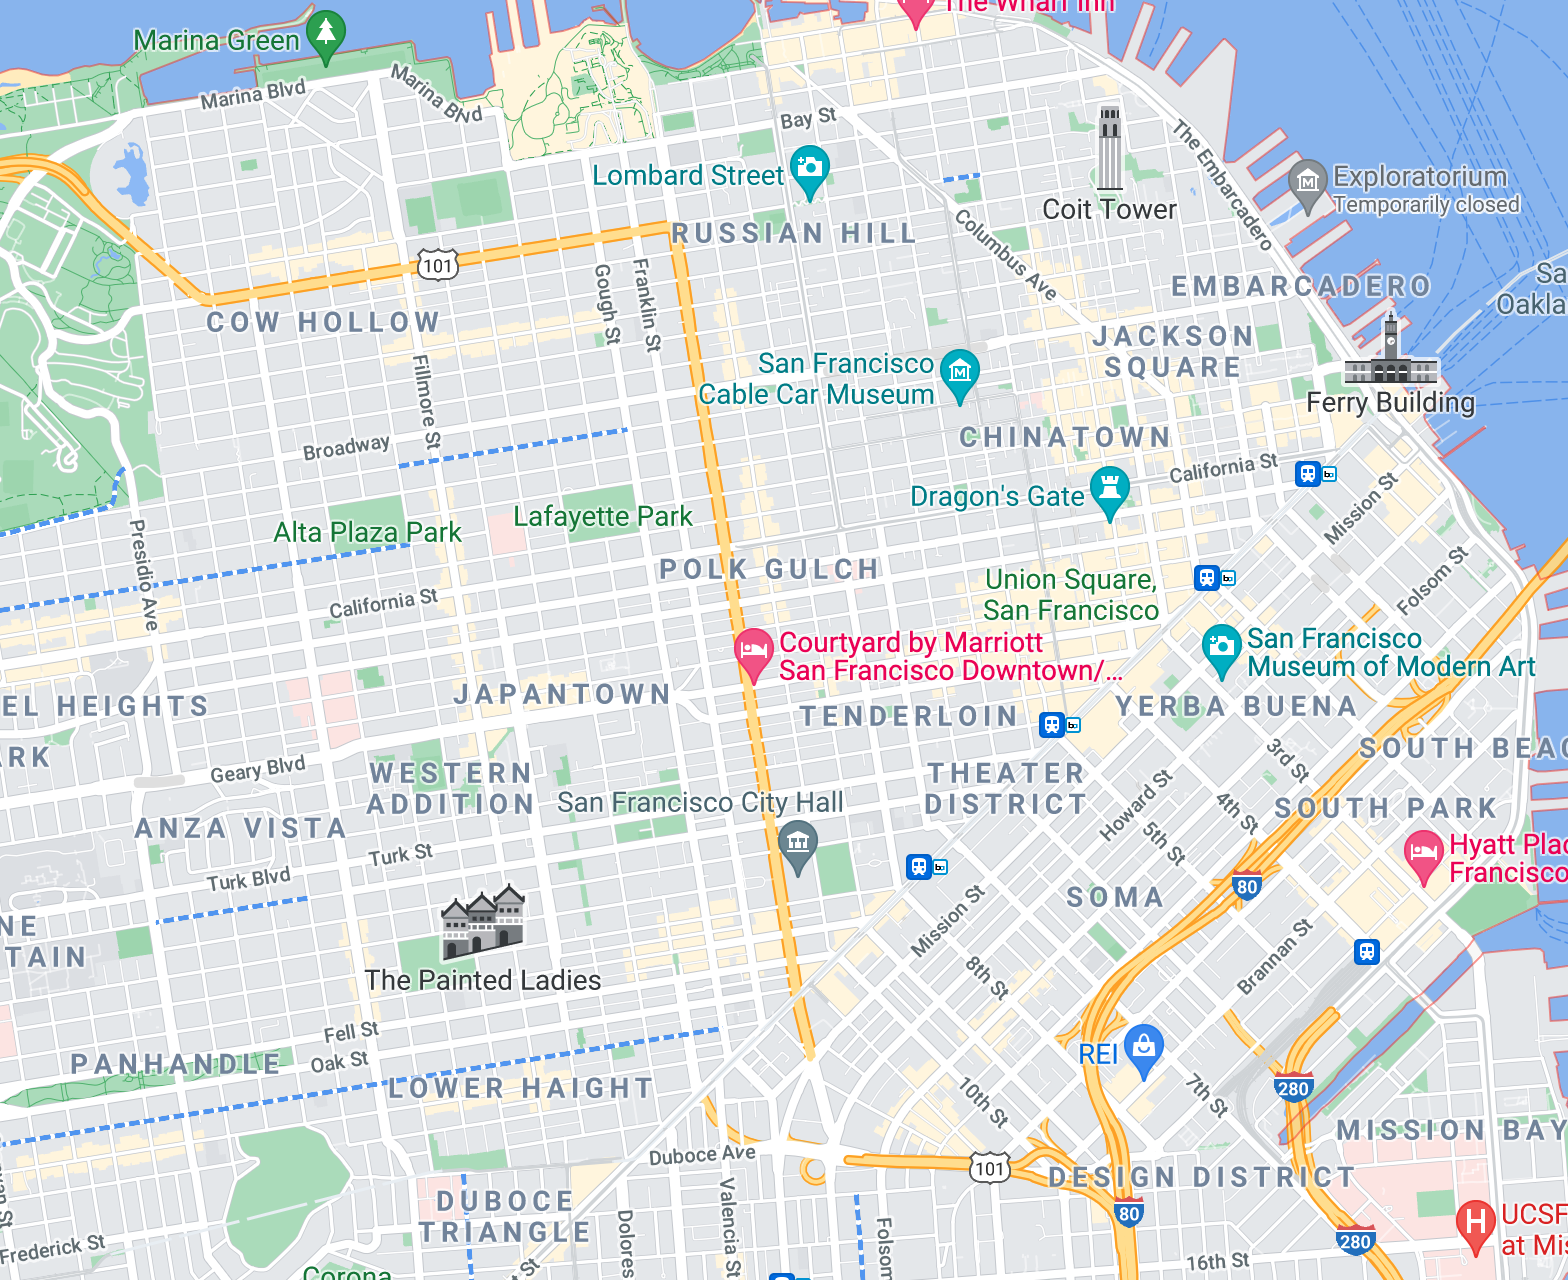 The Wharf Inn
Marina Green
Marina Blvd
Marina Blvd
Bay St
The Embarcadero
Lombard Street
Exploratorium
Temporarily closed
Coit Tower
RUSSIAN HILL
Columbus Ave
101
Gough St
Franklin St
EMBARCADERO
Sa
Oakla
COW HOLLOW
JACKSON
SQUARE
Fillmore St
San Francisco
Cable Car Museum
Ferry Building
Broadway
CHINATOWN
California St
Mission St
Dragon's Gate
Alta Plaza Park
Lafayette Park
Presidio Ave
POLK GULCH
Folsom St
Union Square,
San Francisco
California St
Courtyard by Marriott
San Francisco Downtown/...
San Francisco
Museum of Modern Art
EL HEIGHTS
JAPANTOWN
TENDERLOIN
YERBA BUENA
ARK
Geary Blvd
WESTERN
ADDITION
THEATER
DISTRICT
3rd St
SOUTH BEAC
San Francisco City Hall
Howard St
4th St
SOUTH PARK
ANZA VISTA
Turk St
5th St
Hyatt Plac
Francisco
Turk Blvd
80
SOMA
NE
TAIN
Mission St
The Painted Ladies
8th St
Brannan St
Fell St
Oak St
PANHANDLE
REI
LOWER HAIGHT
10th St
7th St
280
MISSION BAY
Duboce Ave
101
DESIGN DISTRICT
DUBOCE
TRIANGLE
Valencia St
Dolores
Folsom
80
280
UCSF
at Mis
Frederick St
16th St
Corona